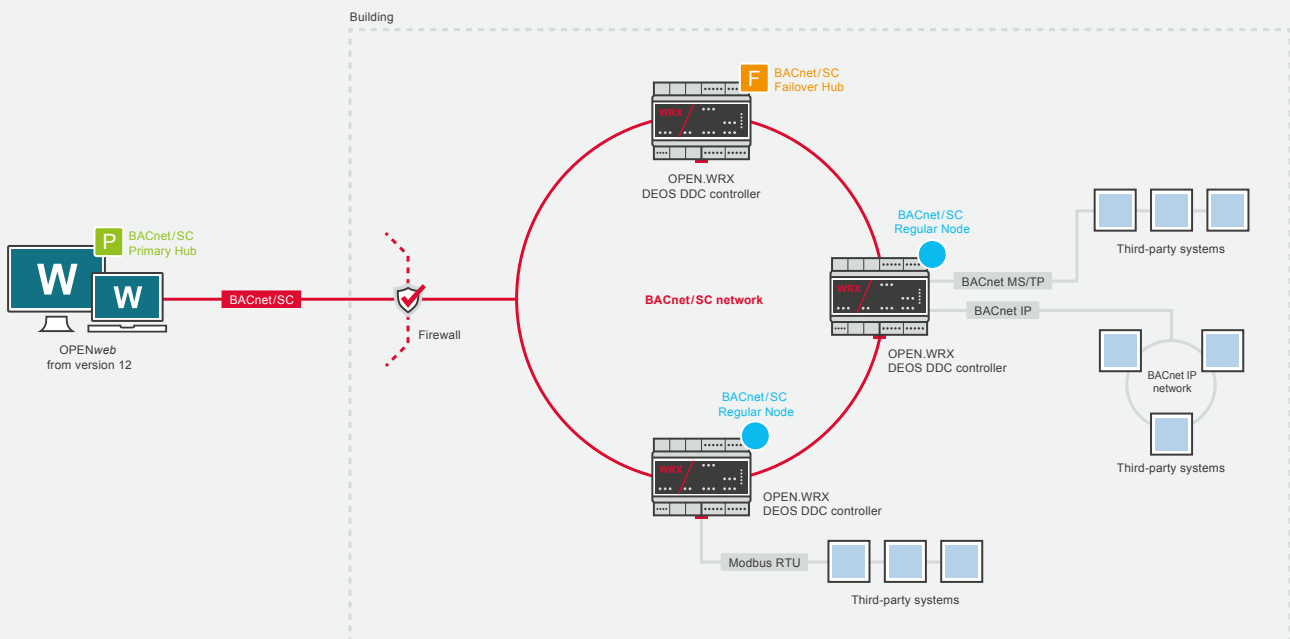 Building
F
BACnet/SC
Failover Hub
WRX
OPEN.WRX
DEOS DDC controller
P
BACnet/SC
Primary Hub
W
W
OPENweb
from version 12
BACnet/SC
Firewall
BACnet/SC network
BACnet/SC
Regular Node
WRX
OPEN.WRX
DEOS DDC controller
BACnet MS/TP
Third-party systems
BACnet IP
BACnet IP
network
Third-party systems
BACnet/SC
Regular Node
WRX
OPEN.WRX
DEOS DDC controller
Modbus RTU
Third-party systems